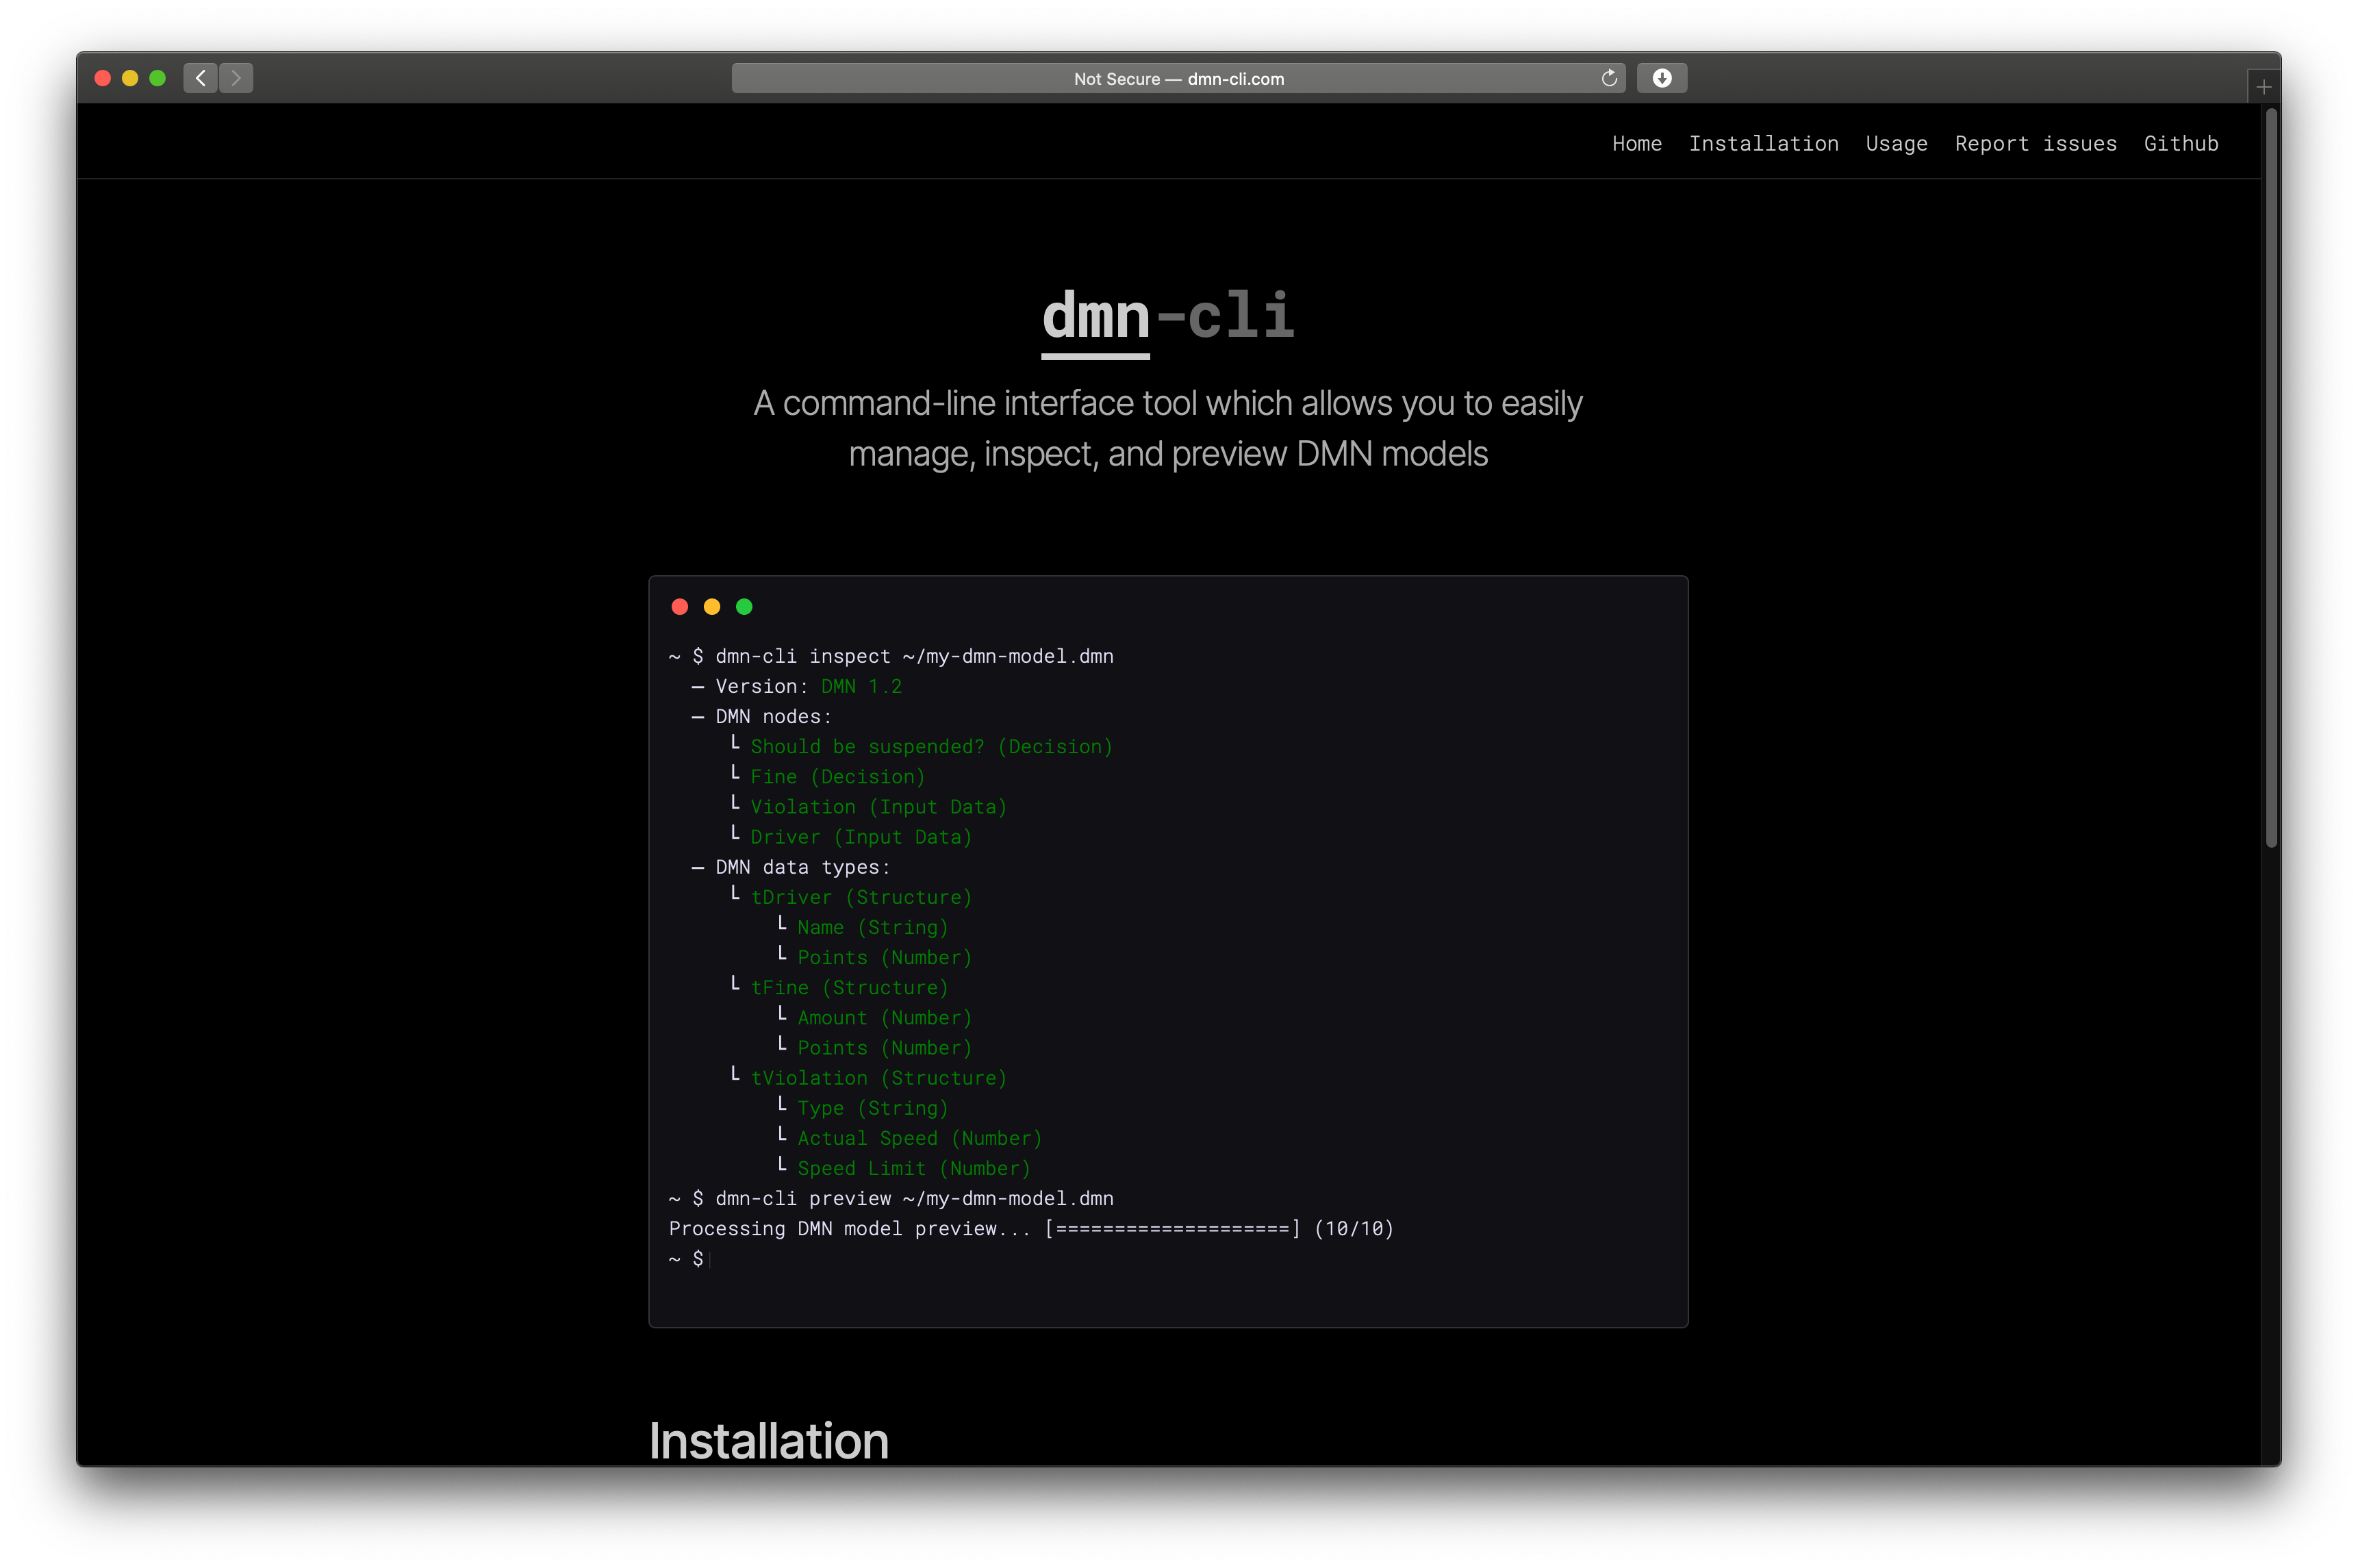 Not Secure — dmn-cli.com
Home Installation Usage Report issues Github
dmn-cli
A command-line interface tool which allows you to easily
manage, inspect, and preview DMN models
~ $ dmn-cli inspect ~/my-dmn-model.dmn
— Version: DMN 1.2
— DMN nodes:
└ Should be suspended? (Decision)
└ Fine (Decision)
└ Violation (Input Data)
└ Driver (Input Data)
— DMN data types:
└ tDriver (Structure)
└ Name (String)
└ Points (Number)
└ tFine (Structure)
└ Amount (Number)
└ Points (Number)
└ tViolation (Structure)
└ Type (String)
└ Actual Speed (Number)
└ Speed Limit (Number)
~ $ dmn-cli preview ~/my-dmn-model.dmn
Processing DMN model preview... [====================] (10/10)
~ $
Installation